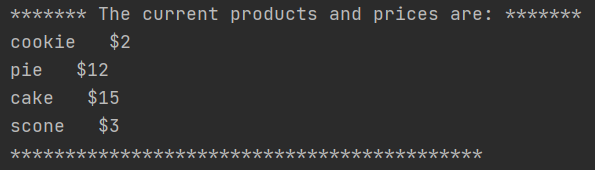 ******* The current products and prices are: *******
cookie   $2
pie   $12
cake   $15
scone   $3
*******************************************